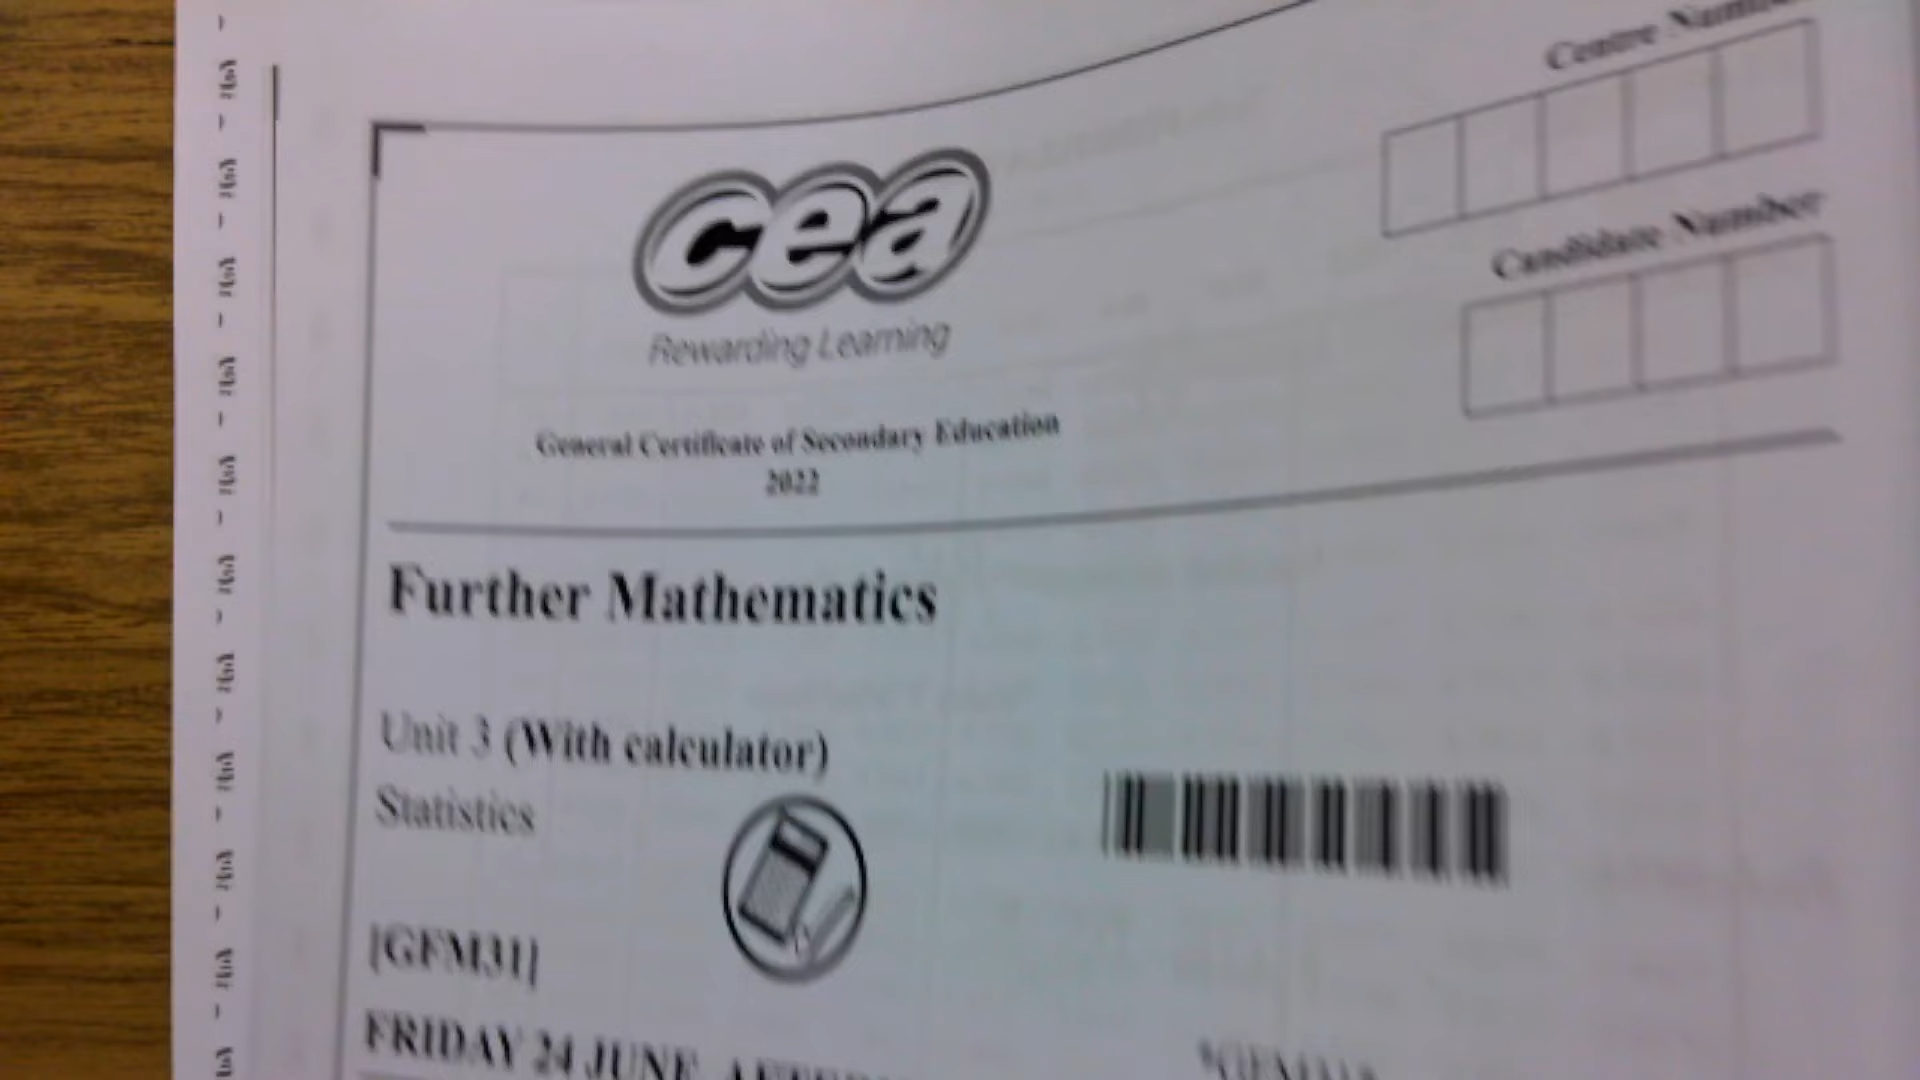 Centre Number
cea
Rewarding Learning
Candidate Number
General Certificate of Secondary Education
2022
Further Mathematics
Unit 3 (With calculator)
Statistics
[GFM31]
FRIDAY 24 JUNE,